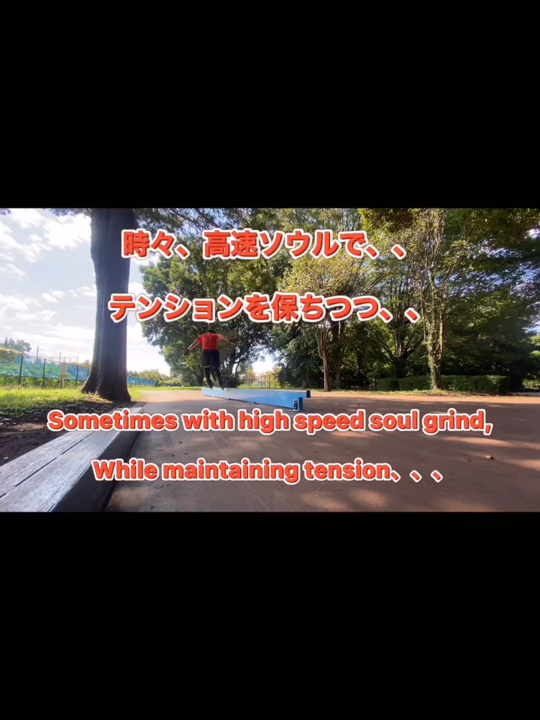 時々、高速ソウルで、、
テンションを保ちつつ、、
Sometimes with high speed soul grind,
While maintaining tension、、、